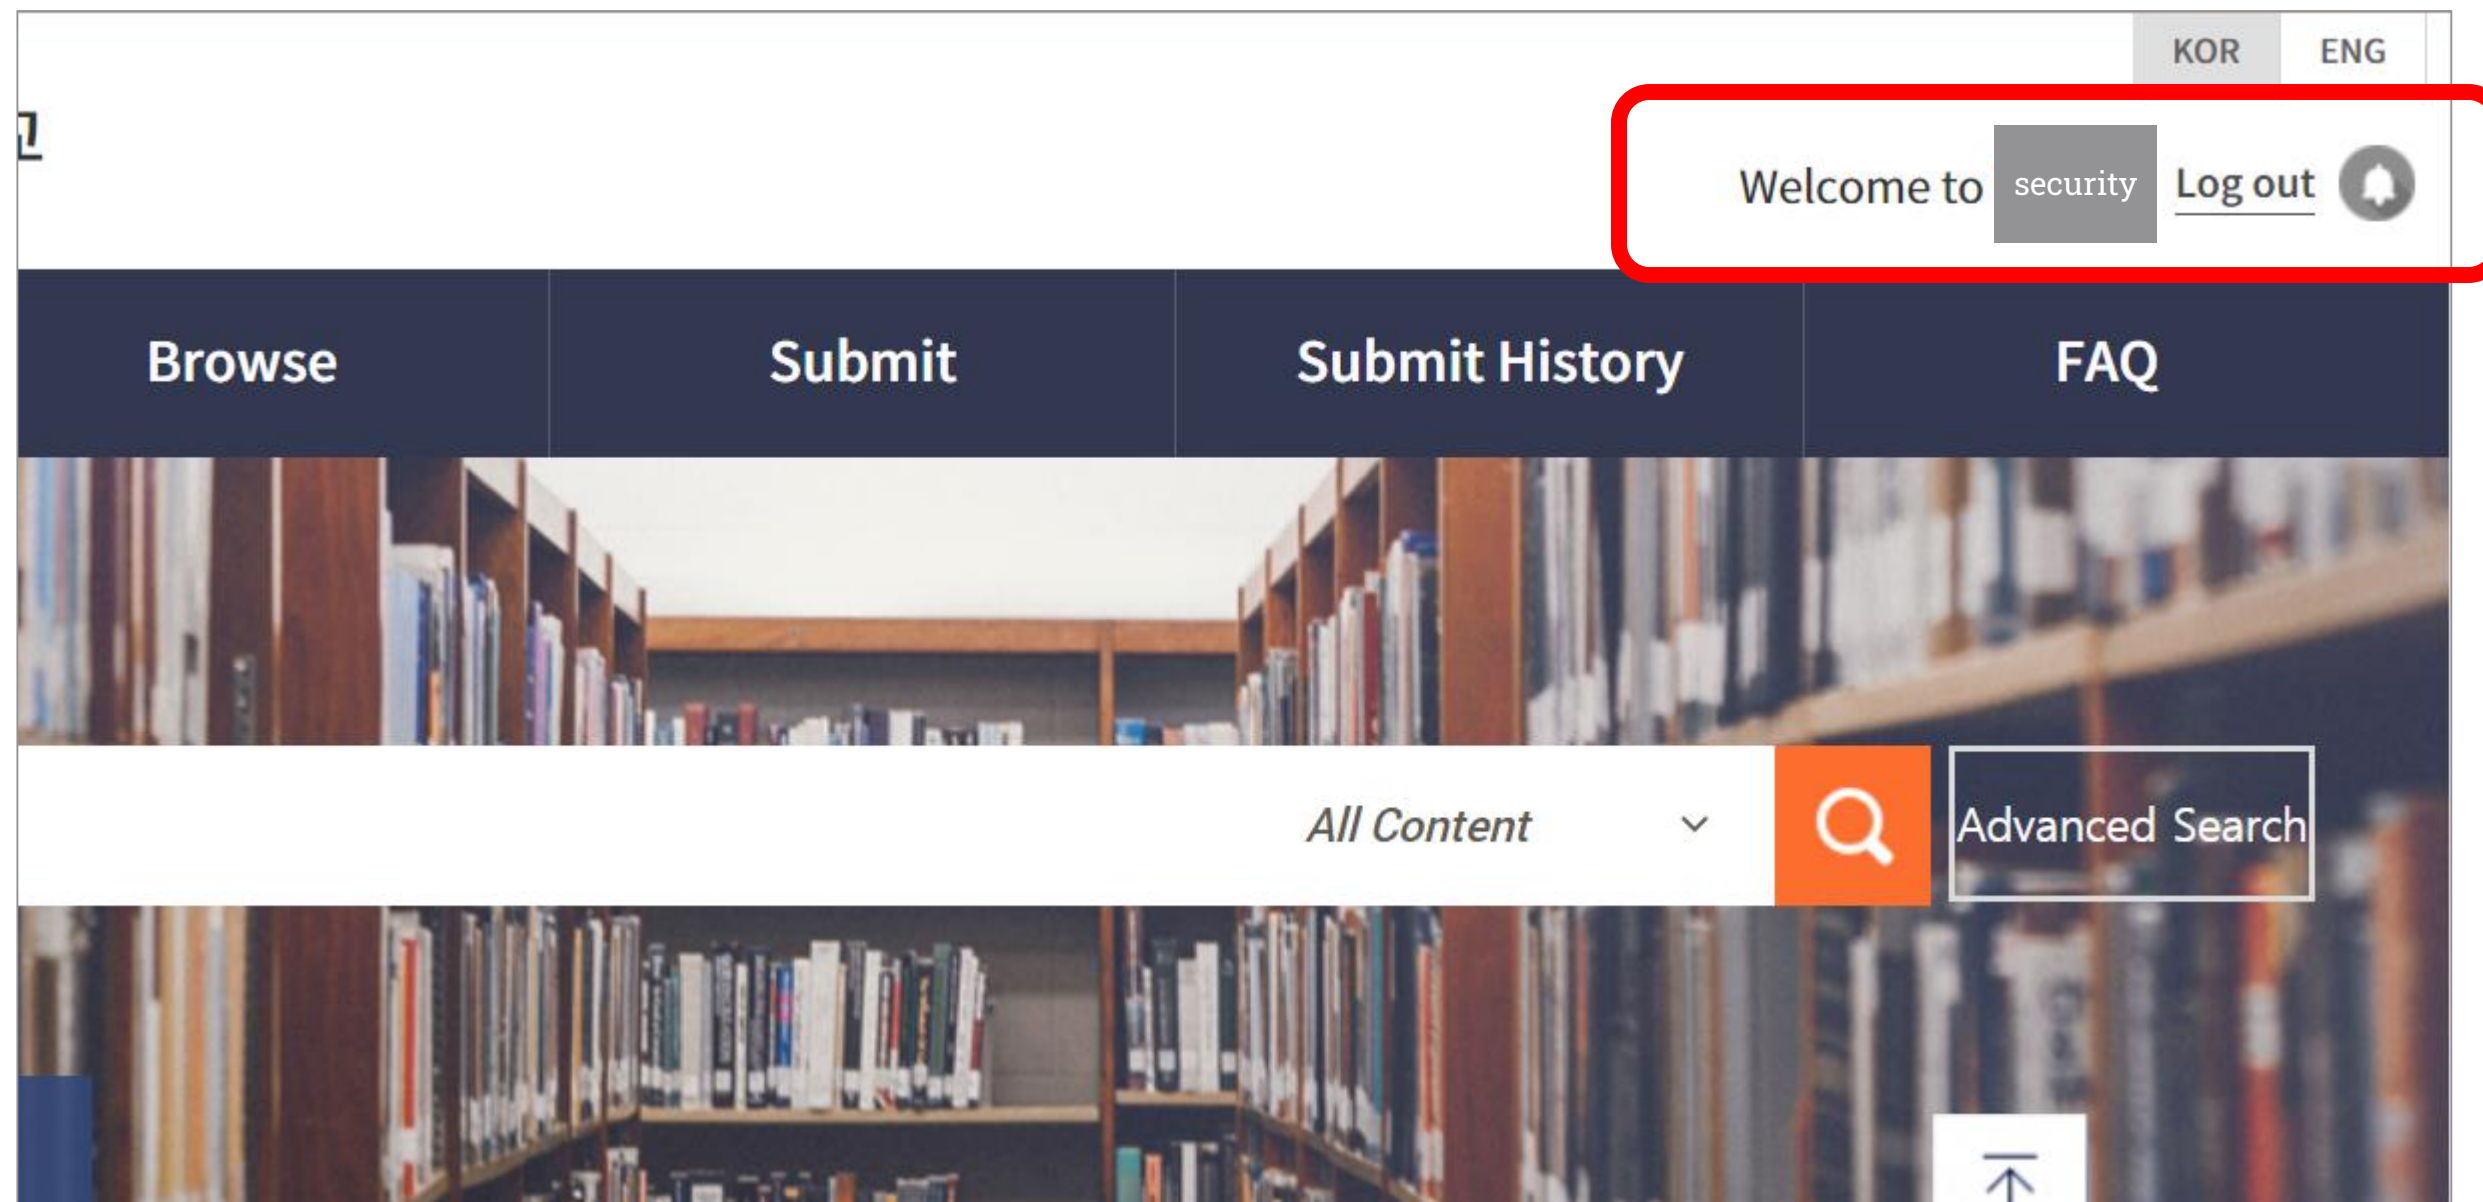 KOR ENG
Welcome to security Log out
Browse Submit Submit History FAQ
All Content
Advanced Search